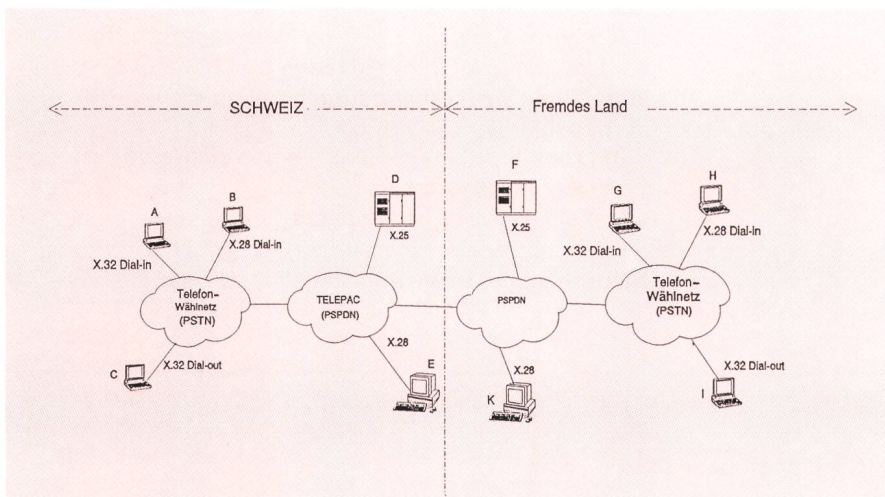 SCHWEIZ
Fremdes Land
D
F
B
A
G
H
X.25
X.25
X.28 Dial-in
X.32 Dial-in
X.32 Dial-in
X.28 Dial-in
Telefon-
Wählnetz
(PSTN)
TELEPAC
(PSPDN)
PSPDN
Telefon-
Wählnetz
(PSTN)
X.28
X.32 Dial-out
C
E
X.28
K
X.32 Dial-out
I